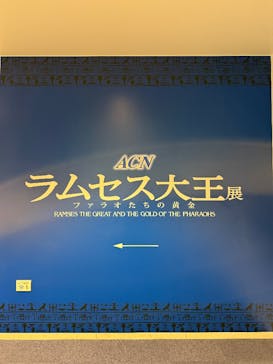 ACN
ラムセス大王展
ファラオたちの黄金
RAMSES THE GREAT AND THE GOLD OF THE PHARAOHS